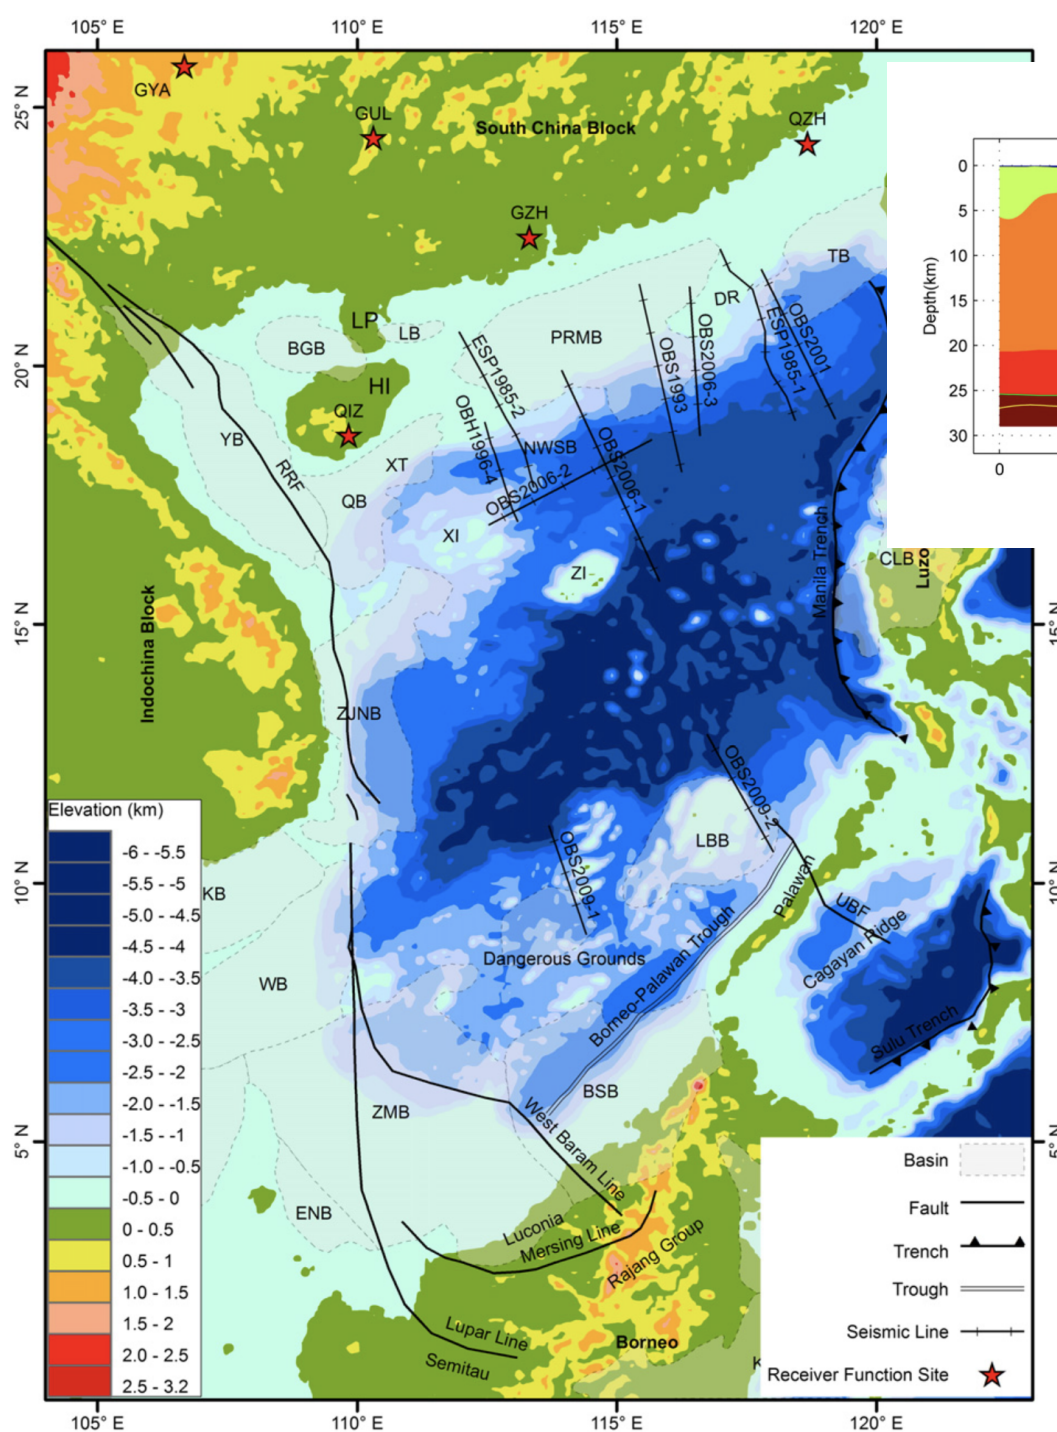 105° E 110° E 115° E 120° E
25° N
20° N
15° N
10° N
5° N
GYA
GUL
South China Block
QZH
GZH
TB
DR
LP
LB
BGB
PRMB
OBS2001
ESP1985-1
OBS2006-3
OBS1993
ESP1985-2
HI
QIZ
OBH1996-4
YB
RRF
XT
NWSB
OBS2006-1
OBS2006-2
QB
XI
ZI
Manila Trench
CLB
Luzo
15° N
Indochina Block
ZJNB
OBS2009-2
LBB
OBS2009-1
Palawan
UBF
Cagayan Ridge
10° N
KB
WB
Dangerous Grounds
Borneo-Palawan Trough
Sulu Trench
ZMB
BSB
West Baram Line
5° N
ENB
Luconia
Mersing Line
Rajang Group
Lupar Line
Semitau
Borneo
K
Depth(km)
0
5
10
15
20
25
30
0
Elevation (km)
-6 - -5.5
-5.5 - -5
-5.0 - -4.5
-4.5 - -4
-4.0 - -3.5
-3.5 - -3
-3.0 - -2.5
-2.5 - -2
-2.0 - -1.5
-1.5 - -1
-1.0 - -0.5
-0.5 - 0
0 - 0.5
0.5 - 1
1.0 - 1.5
1.5 - 2
2.0 - 2.5
2.5 - 3.2
Basin
Fault
Trench
Trough
Seismic Line
Receiver Function Site
105° E 110° E 115° E 120° E